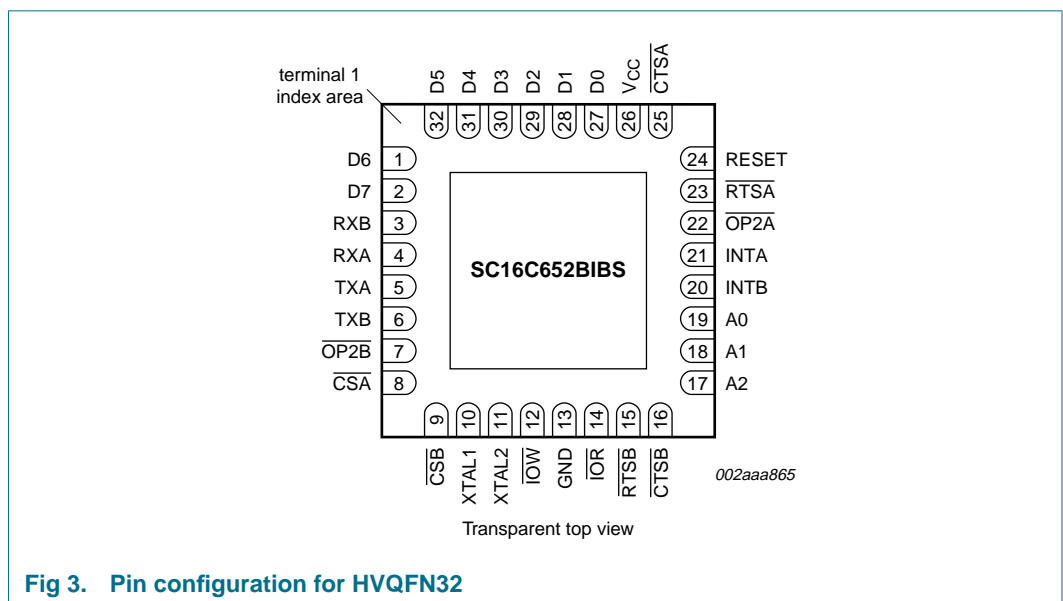 terminal 1
index area
D5
D4
D3
D2
D1
D0
VCC
CTSA
32
31
30
29
28
27
26
25
D6 1
D7 2
RXB 3
RXA 4
TXA 5
TXB 6
OP2B 7
CSA 8
SC16C652BIBS
24 RESET
23 RTSA
22 OP2A
21 INTA
20 INTB
19 A0
18 A1
17 A2
9
10
11
12
13
14
15
16
CSB
XTAL1
XTAL2
IOW
GND
IOR
RTSB
CTSB
002aaa865
Transparent top view
Fig 3. Pin configuration for HVQFN32